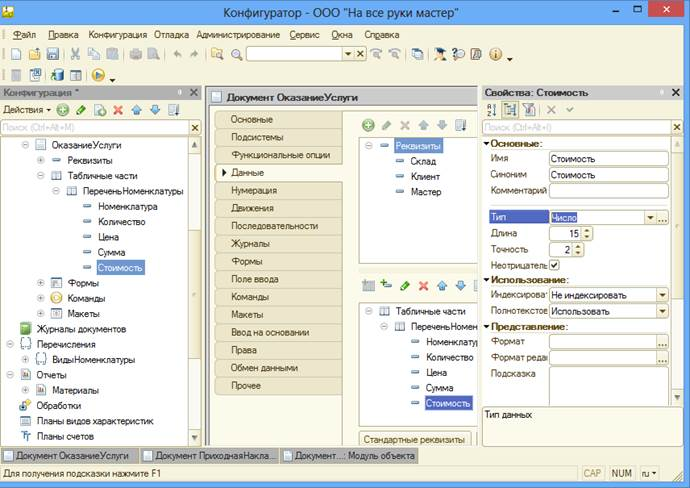 Конфигуратор - ООО "На все руки мастер"
Файл Правка Конфигурация Отладка Администрирование Сервис Окна Справка
Конфигурация *
Действия
Поиск (Ctrl+Alt+M)
ОказаниеУслуги
Реквизиты
Табличные части
ПереченьНоменклатуры
Номенклатура
Количество
Цена
Сумма
Стоимость
Формы
Команды
Макеты
Журналы документов
Перечисления
ВидыНоменклатуры
Отчеты
Материалы
Обработки
Планы видов характеристик
Планы счетов
Документ ОказаниеУслуги
Основные
Подсистемы
Функциональные опции
Данные
Нумерация
Движения
Последовательности
Журналы
Формы
Поле ввода
Команды
Макеты
Ввод на основании
Права
Обмен данными
Прочее
Реквизиты
Склад
Клиент
Мастер
Табличные части
ПереченьНомен
Номенклату
Количество
Цена
Сумма
Стоимость
Стандартные реквизиты
Свойства: Стоимость
Поиск (Ctrl+Alt+I)
Основные:
Имя Стоимость
Синоним Стоимость
Комментарий
Тип Число
Длина 15
Точность 2
Неотрицатель
Использование:
Индексироват Не индексировать
Полнотекстов Использовать
Представление:
Формат
Формат редак
Подсказка
Тип данных
Документ ОказаниеУслуги Документ ПриходнаяНакла... Документ...: Модуль объекта
Для получения подсказки нажмите F1 CAP NUM ru